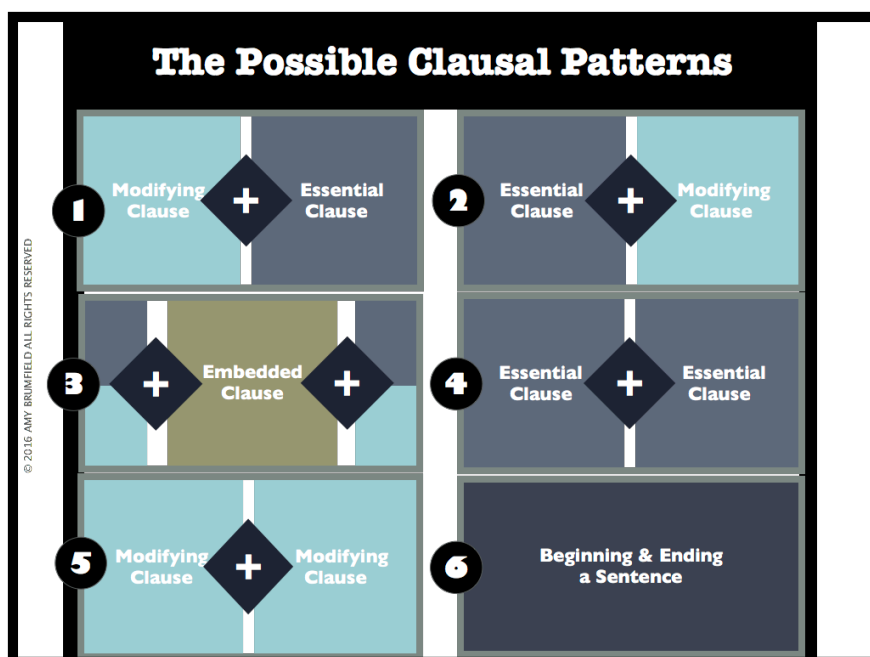 The Possible Clausal Patterns
1
Modifying
Clause
+
Essential
Clause
2
Essential
Clause
+
Modifying
Clause
3
+
Embedded
Clause
+
4
Essential
Clause
+
Essential
Clause
5
Modifying
Clause
+
Modifying
Clause
6
Beginning & Ending
a Sentence
© 2016 AMY BRUMFIELD ALL RIGHTS RESERVED